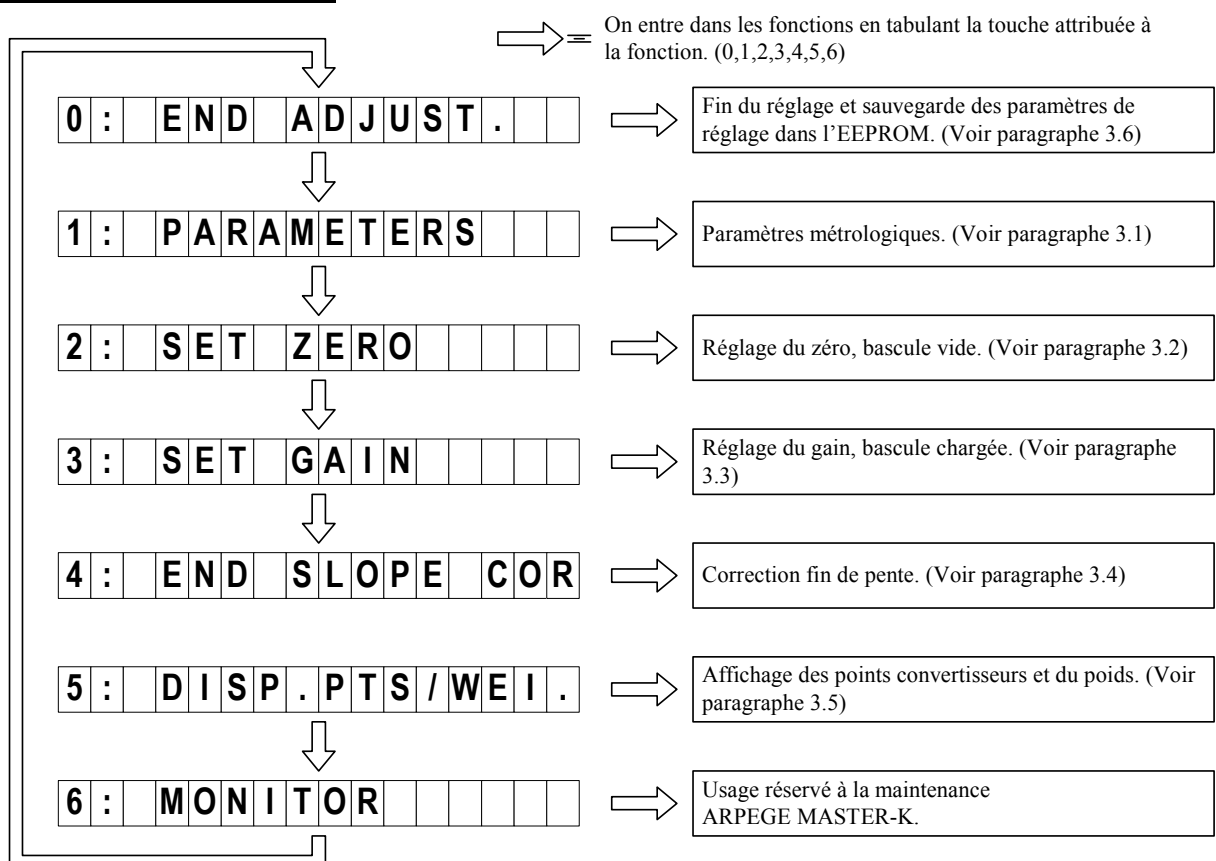 = On entre dans les fonctions en tabulant la touche attribuée à
la fonction. (0,1,2,3,4,5,6)
0: END ADJUST.
Fin du réglage et sauvegarde des paramètres de
réglage dans l'EEPROM. (Voir paragraphe 3.6)
1: PARAMETERS
Paramètres métrologiques. (Voir paragraphe 3.1)
2: SET ZERO
Réglage du zéro, bascule vide. (Voir paragraphe 3.2)
3: SET GAIN
Réglage du gain, bascule chargée. (Voir paragraphe
3.3)
4: END SLOPE COR
Correction fin de pente. (Voir paragraphe 3.4)
5: DISP.PTS/WEI.
Affichage des points convertisseurs et du poids. (Voir
paragraphe 3.5)
6: MONITOR
Usage réservé à la maintenance
ARPEGE MASTER-K.